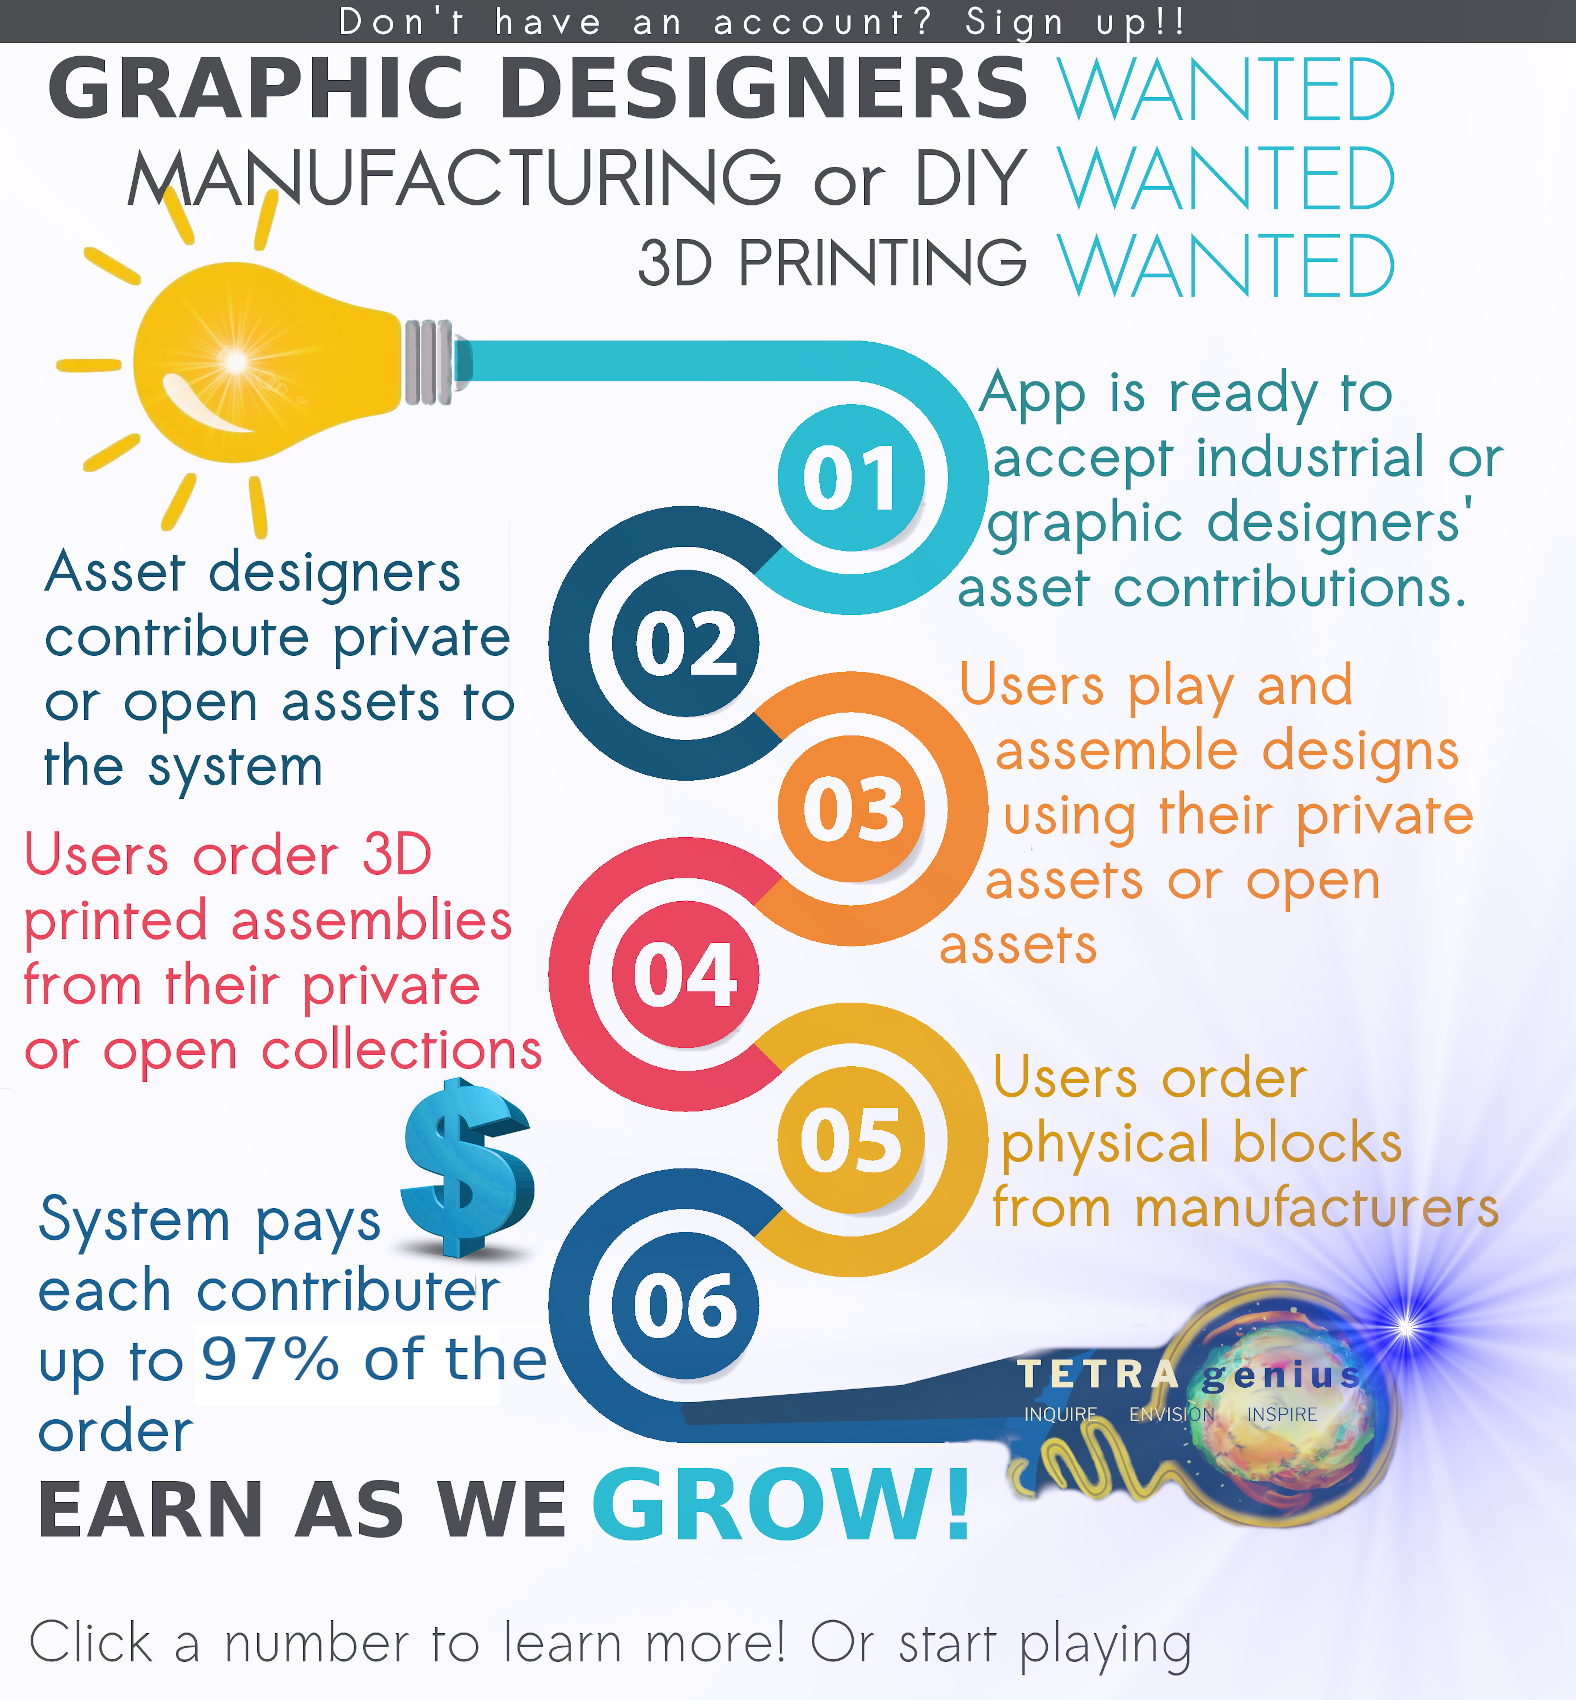 Don't have an account? Sign up!!
GRAPHIC DESIGNERS WANTED
MANUFACTURING or DIY WANTED
3D PRINTING WANTED
01
App is ready to
accept industrial or
graphic designers'
asset contributions.
02
Asset designers
contribute private
or open assets to
the system
03
Users play and
assemble designs
using their private
assets or open
assets
04
Users order 3D
printed assemblies
from their private
or open collections
05
Users order
physical blocks
from manufacturers
$
06
System pays
each contributer
up to 97% of the
order
TETRA genius
INQUIRE ENVISION INSPIRE
EARN AS WE GROW!
Click a number to learn more! Or start playing